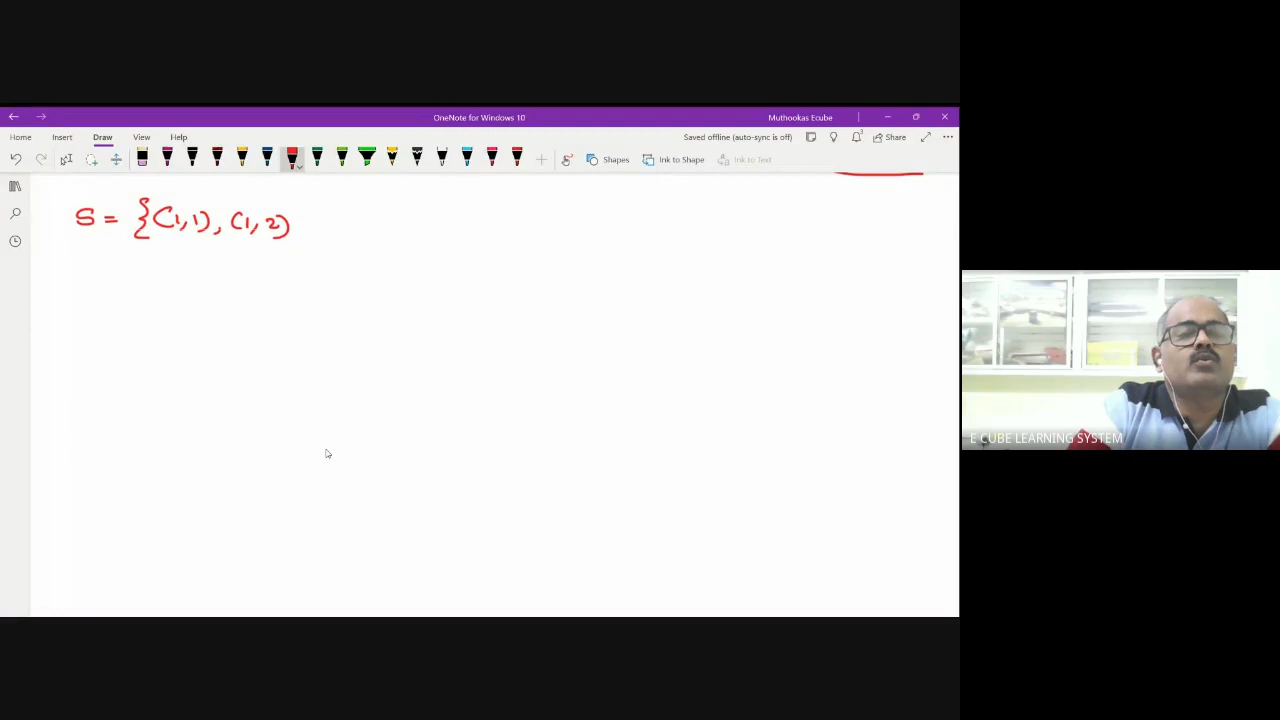 OneNote for Windows 10
Muthookas Ecube
Home Insert Draw View Help
Saved offline (auto-sync is off)
3
Share
Shapes
Ink to Shape
Ink to Text
S = {(1,1), (1,2)
E CUBE LEARNING SYSTEM